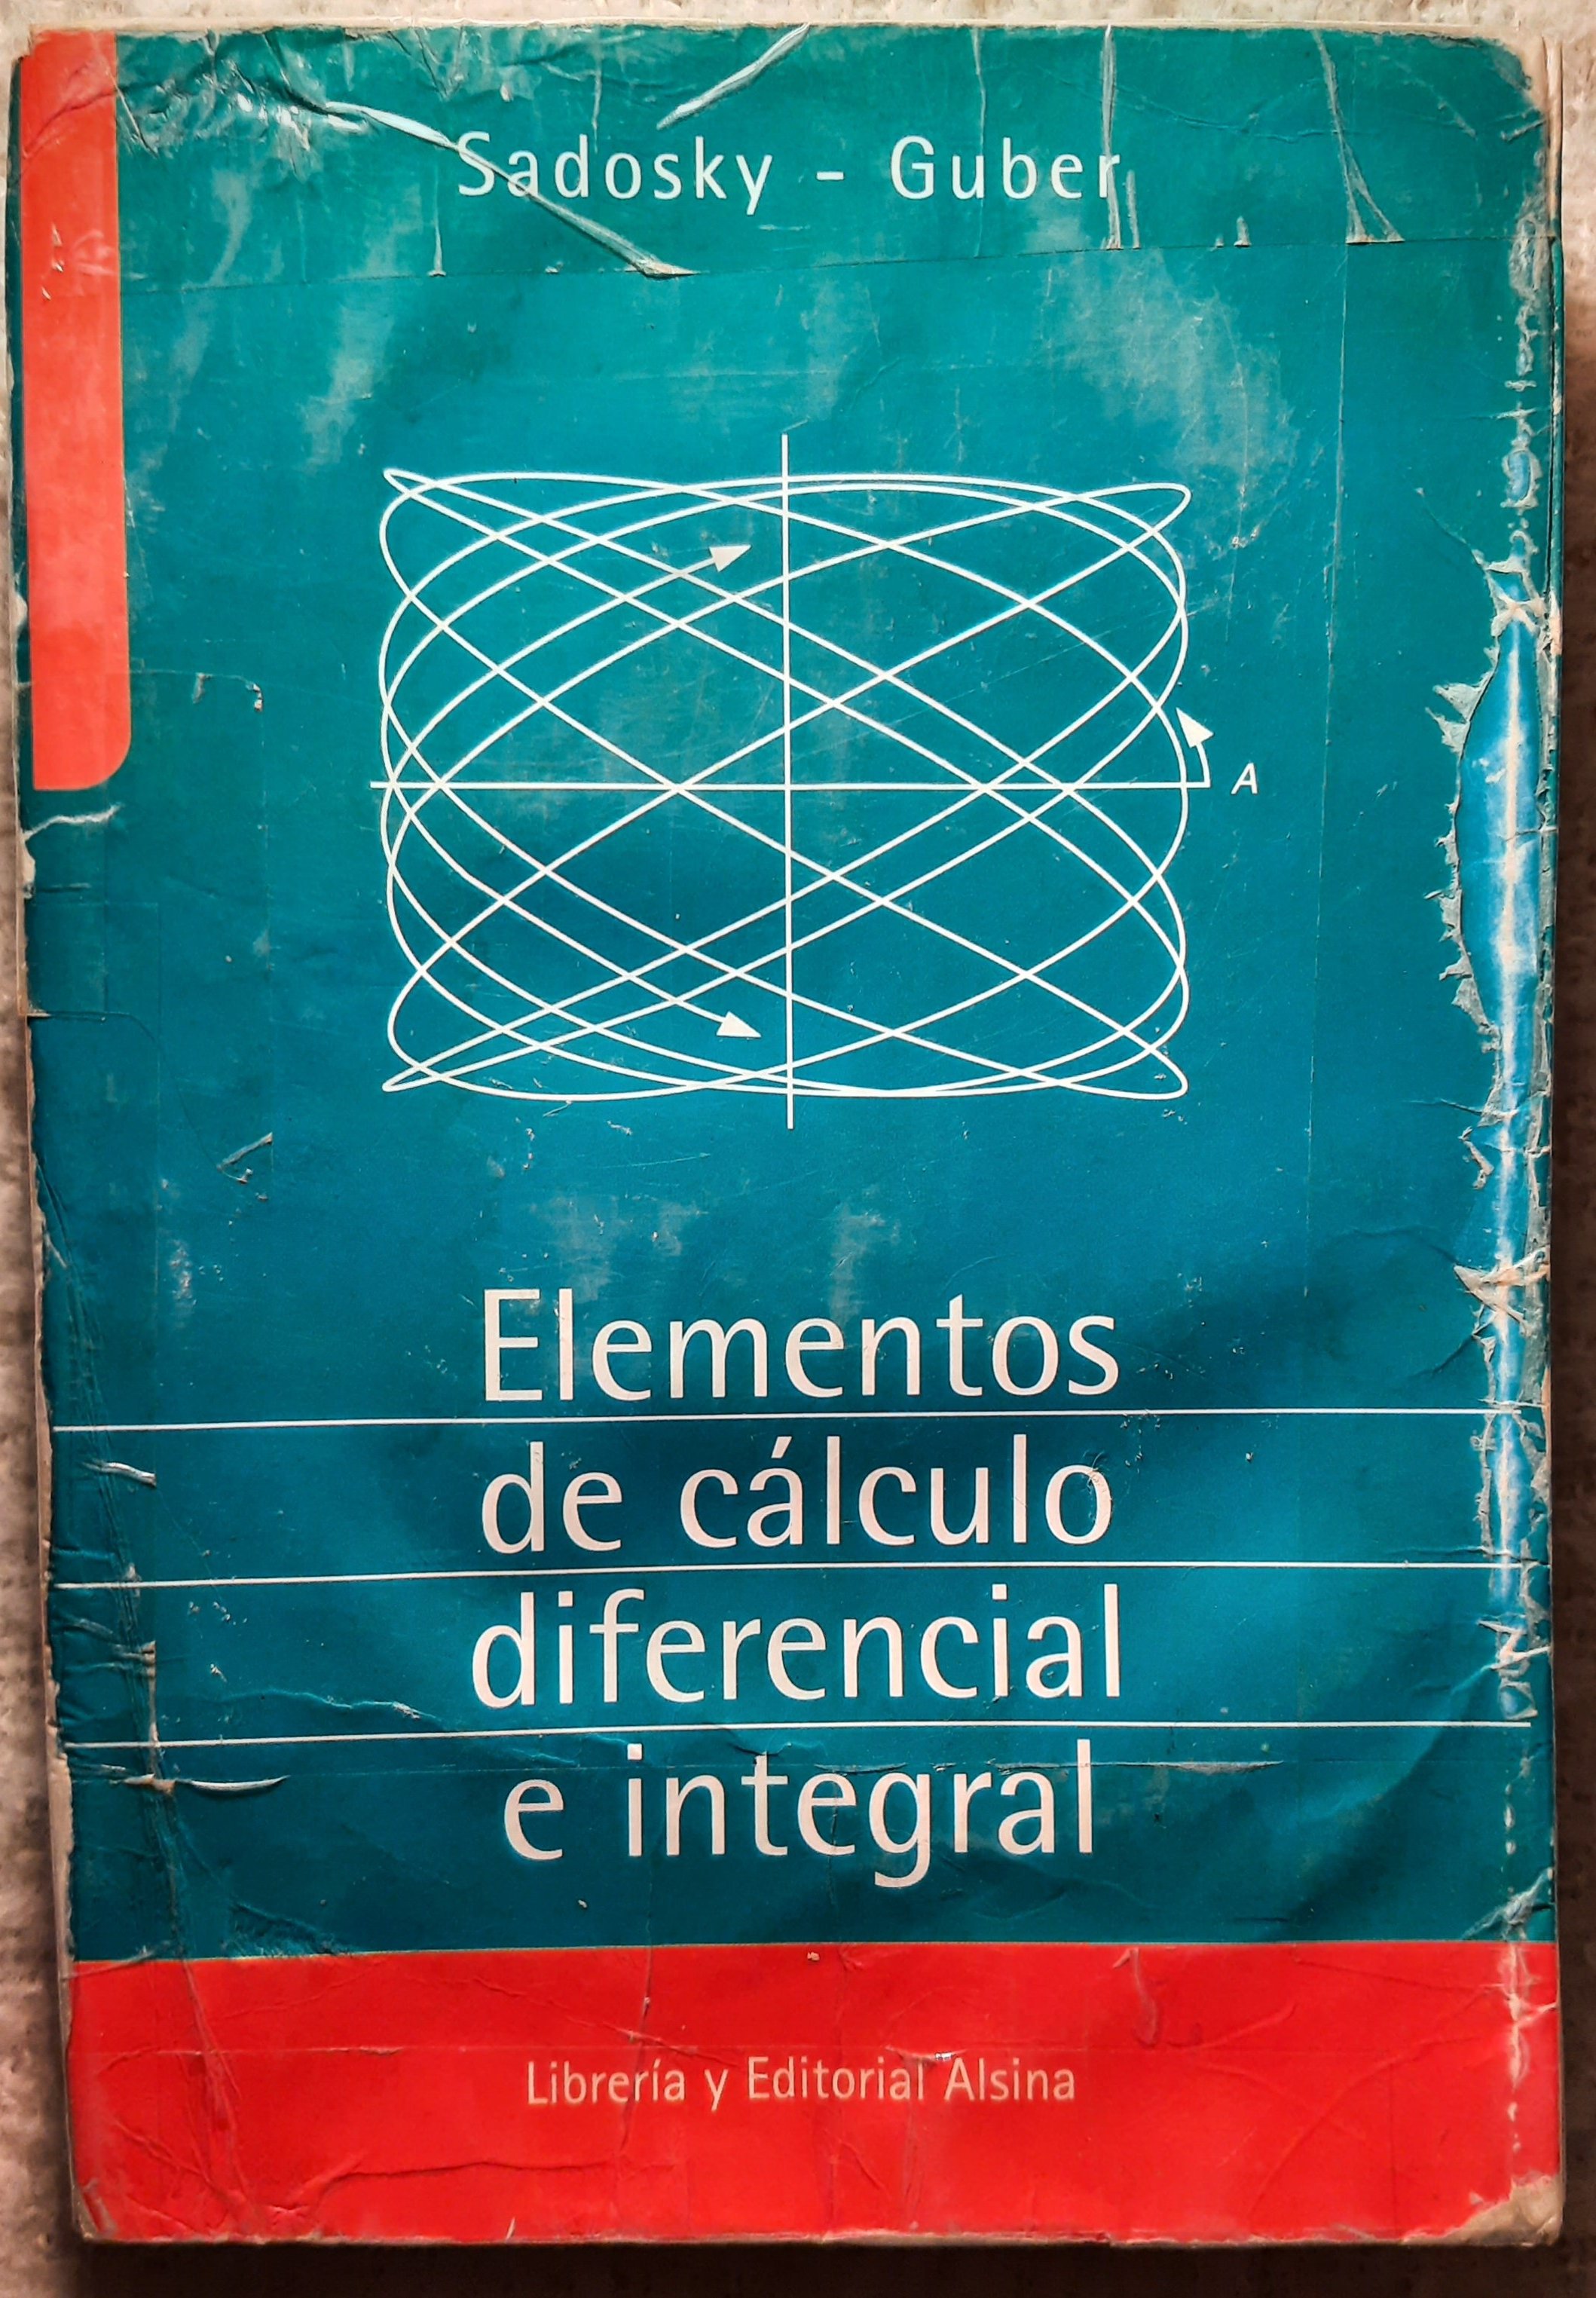 Sadosky - Guber
A
Elementos
de cálculo
diferencial
e integral
Librería y Editorial Alsina